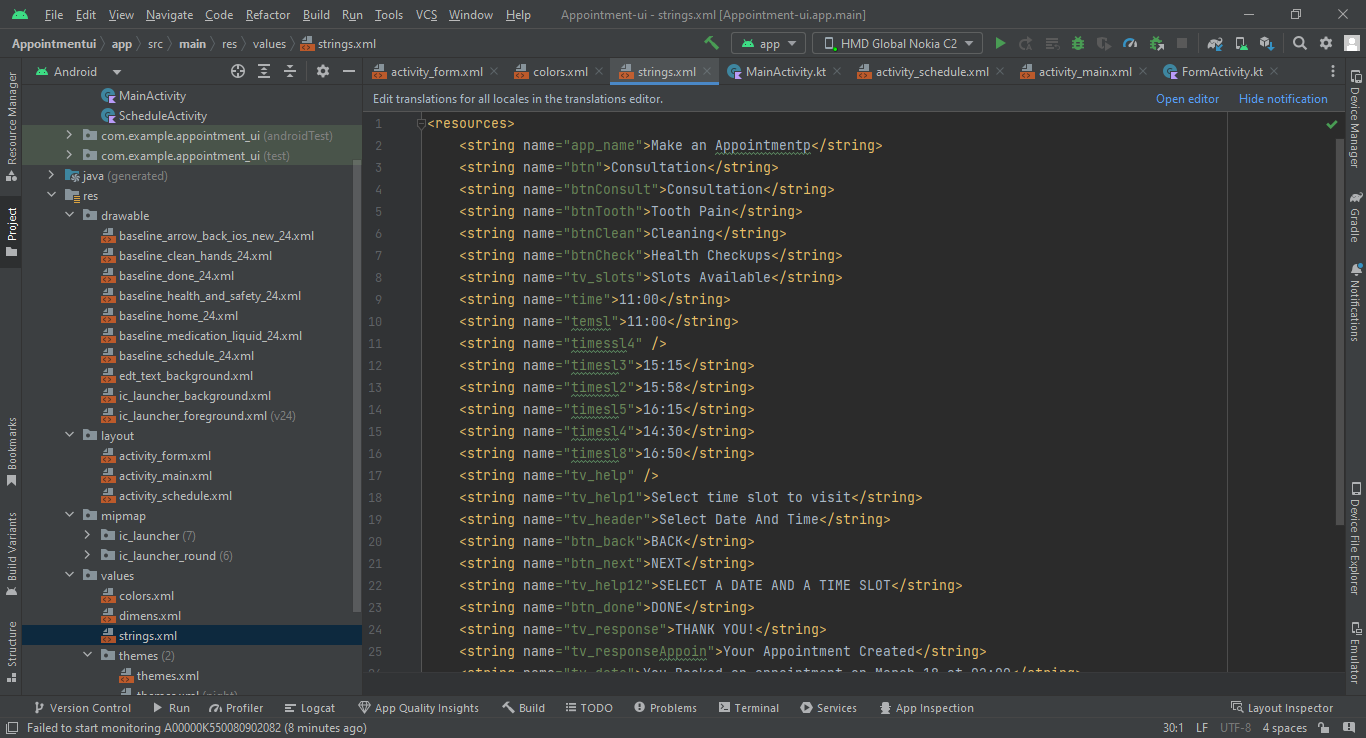 File Edit View Navigate Code Refactor Build Run Tools VCS Window Help Appointment-ui - strings.xml [Appointment-ui.app.main]
Appointmentui app src main res values strings.xml app HMD Global Nokia C2
Android activity_form.xml colors.xml strings.xml MainActivity.kt activity_schedule.xml activity_main.xml FormActivity.kt
Edit translations for all locales in the translations editor. Open editor Hide notification
Resource Manager
Project
Bookmarks
Build Variants
Structure
MainActivity
ScheduleActivity
com.example.appointment_ui (androidTest)
com.example.appointment_ui (test)
java (generated)
res
drawable
baseline_arrow_back_ios_new_24.xml
baseline_clean_hands_24.xml
baseline_done_24.xml
baseline_health_and_safety_24.xml
baseline_home_24.xml
baseline_medication_liquid_24.xml
baseline_schedule_24.xml
edt_text_background.xml
ic_launcher_background.xml
ic_launcher_foreground.xml (v24)
layout
activity_form.xml
activity_main.xml
activity_schedule.xml
mipmap
ic_launcher (7)
ic_launcher_round (6)
values
colors.xml
dimens.xml
strings.xml
themes (2)
themes.xml
themes.xml (night)
1 <resources>
2 <string name="app_name">Make an Appointmentp</string>
3 <string name="btn">Consultation</string>
4 <string name="btnConsult">Consultation</string>
5 <string name="btnTooth">Tooth Pain</string>
6 <string name="btnClean">Cleaning</string>
7 <string name="btnCheck">Health Checkups</string>
8 <string name="tv_slots">Slots Available</string>
9 <string name="time">11:00</string>
10 <string name="temsl">11:00</string>
11 <string name="timessl4" />
12 <string name="timesl3">15:15</string>
13 <string name="timesl2">15:58</string>
14 <string name="timesl5">16:15</string>
15 <string name="timesl4">14:30</string>
16 <string name="timesl8">16:50</string>
17 <string name="tv_help" />
18 <string name="tv_help1">Select time slot to visit</string>
19 <string name="tv_header">Select Date And Time</string>
20 <string name="btn_back">BACK</string>
21 <string name="btn_next">NEXT</string>
22 <string name="tv_help12">SELECT A DATE AND A TIME SLOT</string>
23 <string name="btn_done">DONE</string>
24 <string name="tv_response">THANK YOU!</string>
25 <string name="tv_responseAppoin">Your Appointment Created</string>
Device Manager
Gradle
Notifications
Device File Explorer
Emulator
Version Control Run Profiler Logcat App Quality Insights Build TODO Problems Terminal Services App Inspection Layout Inspector
Failed to start monitoring A00000K550080902082 (8 minutes ago) 30:1 LF UTF-8 4 spaces